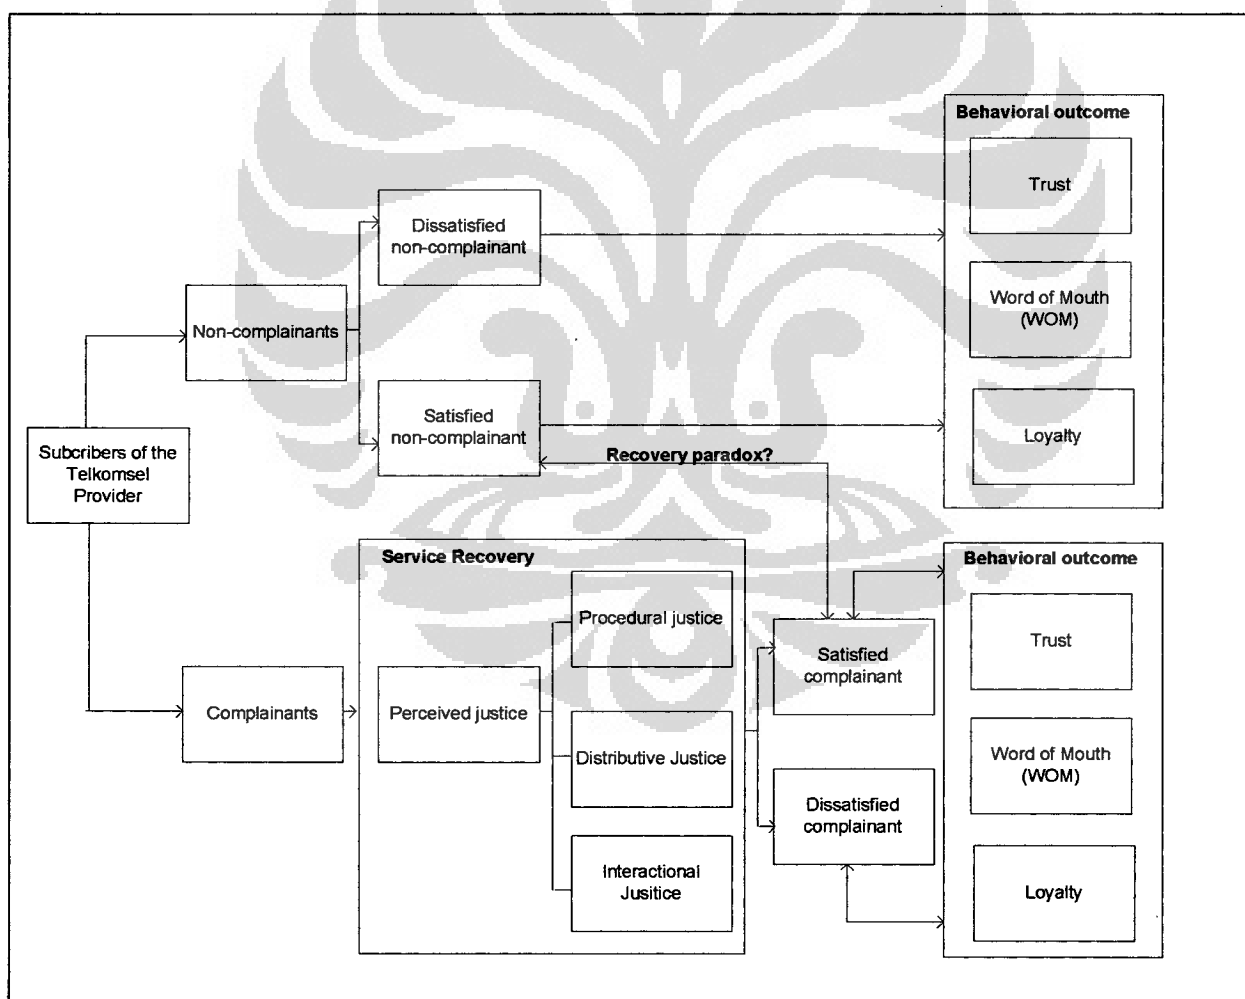 Behavioral outcome
Trust
Word of Mouth
(WOM)
Loyalty
Dissatisfied
non-complainant
Non-complainants
Satisfied
non-complainant
Recovery paradox?
Subcribers of the
Telkomsel
Provider
Service Recovery
Procedural justice
Perceived justice
Distributive Justice
Interactional
Jusitice
Complainants
Satisfied
complainant
Dissatisfied
complainant
Behavioral outcome
Trust
Word of Mouth
(WOM)
Loyalty